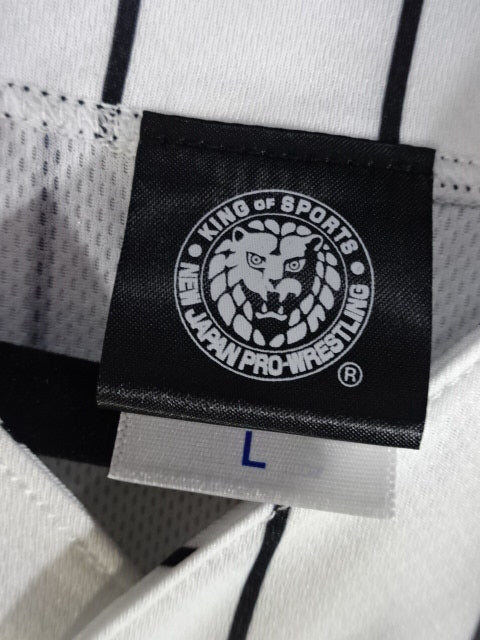 KING OF SPORTS
NEW JAPAN PRO-WRESTLING
®
L